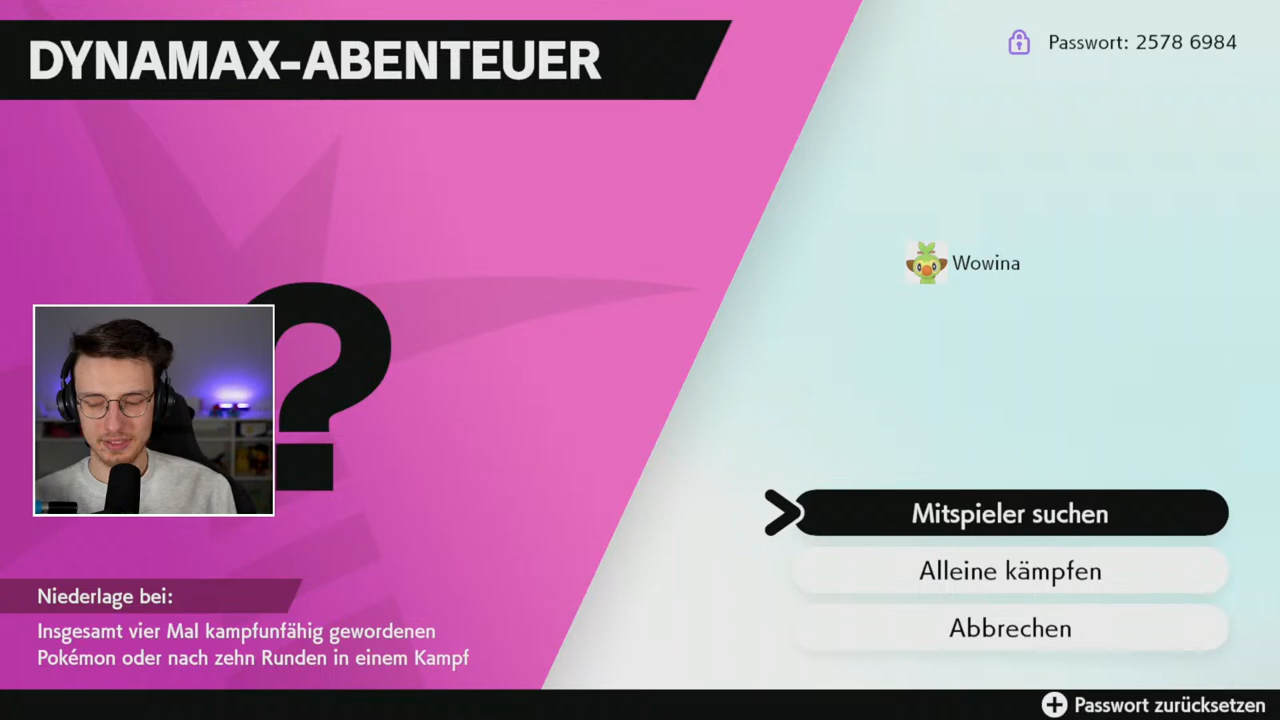 DYNAMAX-ABENTEUER
Passwort: 2578 6984
Wowina
?
Mitspieler suchen
Alleine kämpfen
Abbrechen
Niederlage bei:
Insgesamt vier Mal kampfunfähig gewordenen
Pokémon oder nach zehn Runden in einem Kampf
Passwort zurücksetzen